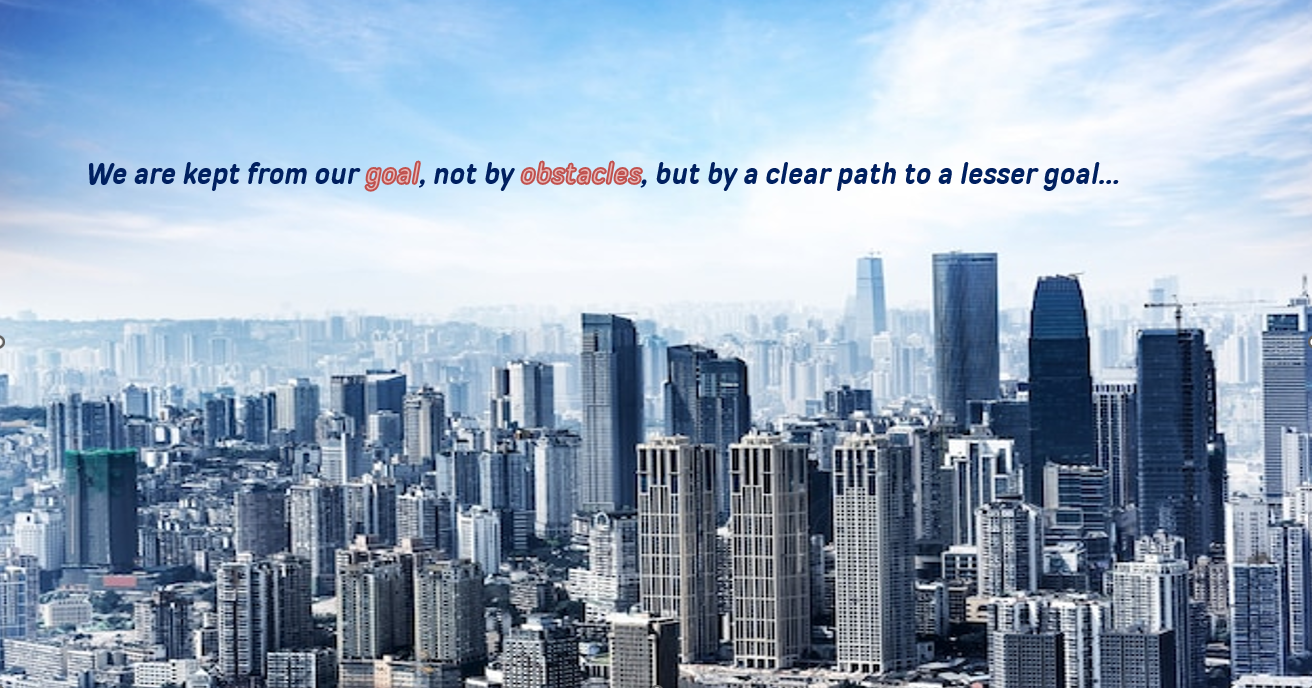 We are kept from our goal, not by obstacles, but by a clear path to a lesser goal...